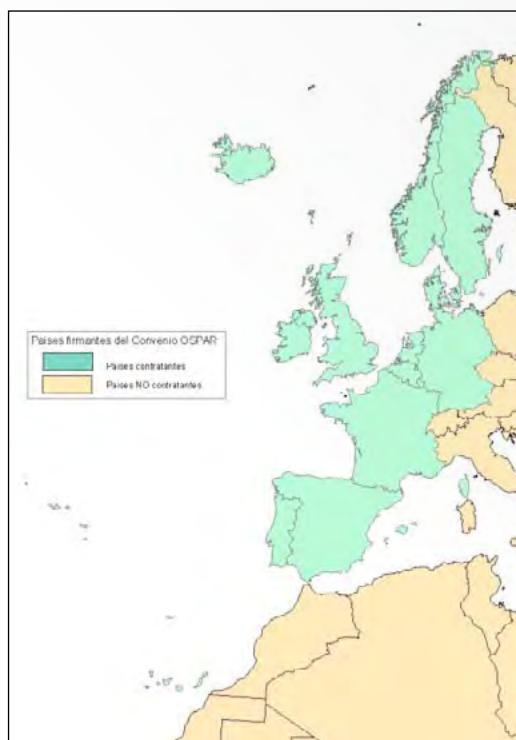 Paises firmantes del Convenio OSPAR
Paises contratantes
Paises NO contratantes